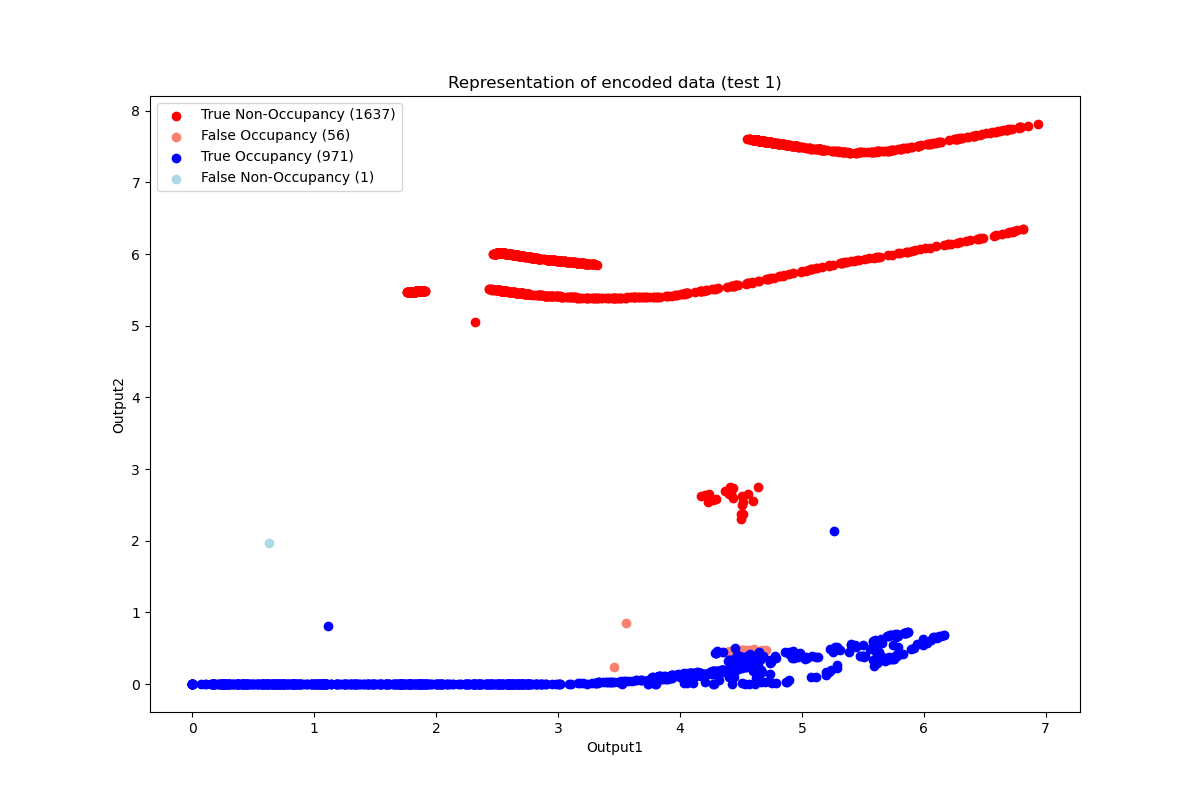 Representation of encoded data (test 1)
True Non-Occupancy (1637)
False Occupancy (56)
True Occupancy (971)
False Non-Occupancy (1)
8
7
6
5
4
3
2
1
0
Output2
0 1 2 3 4 5 6 7
Output1